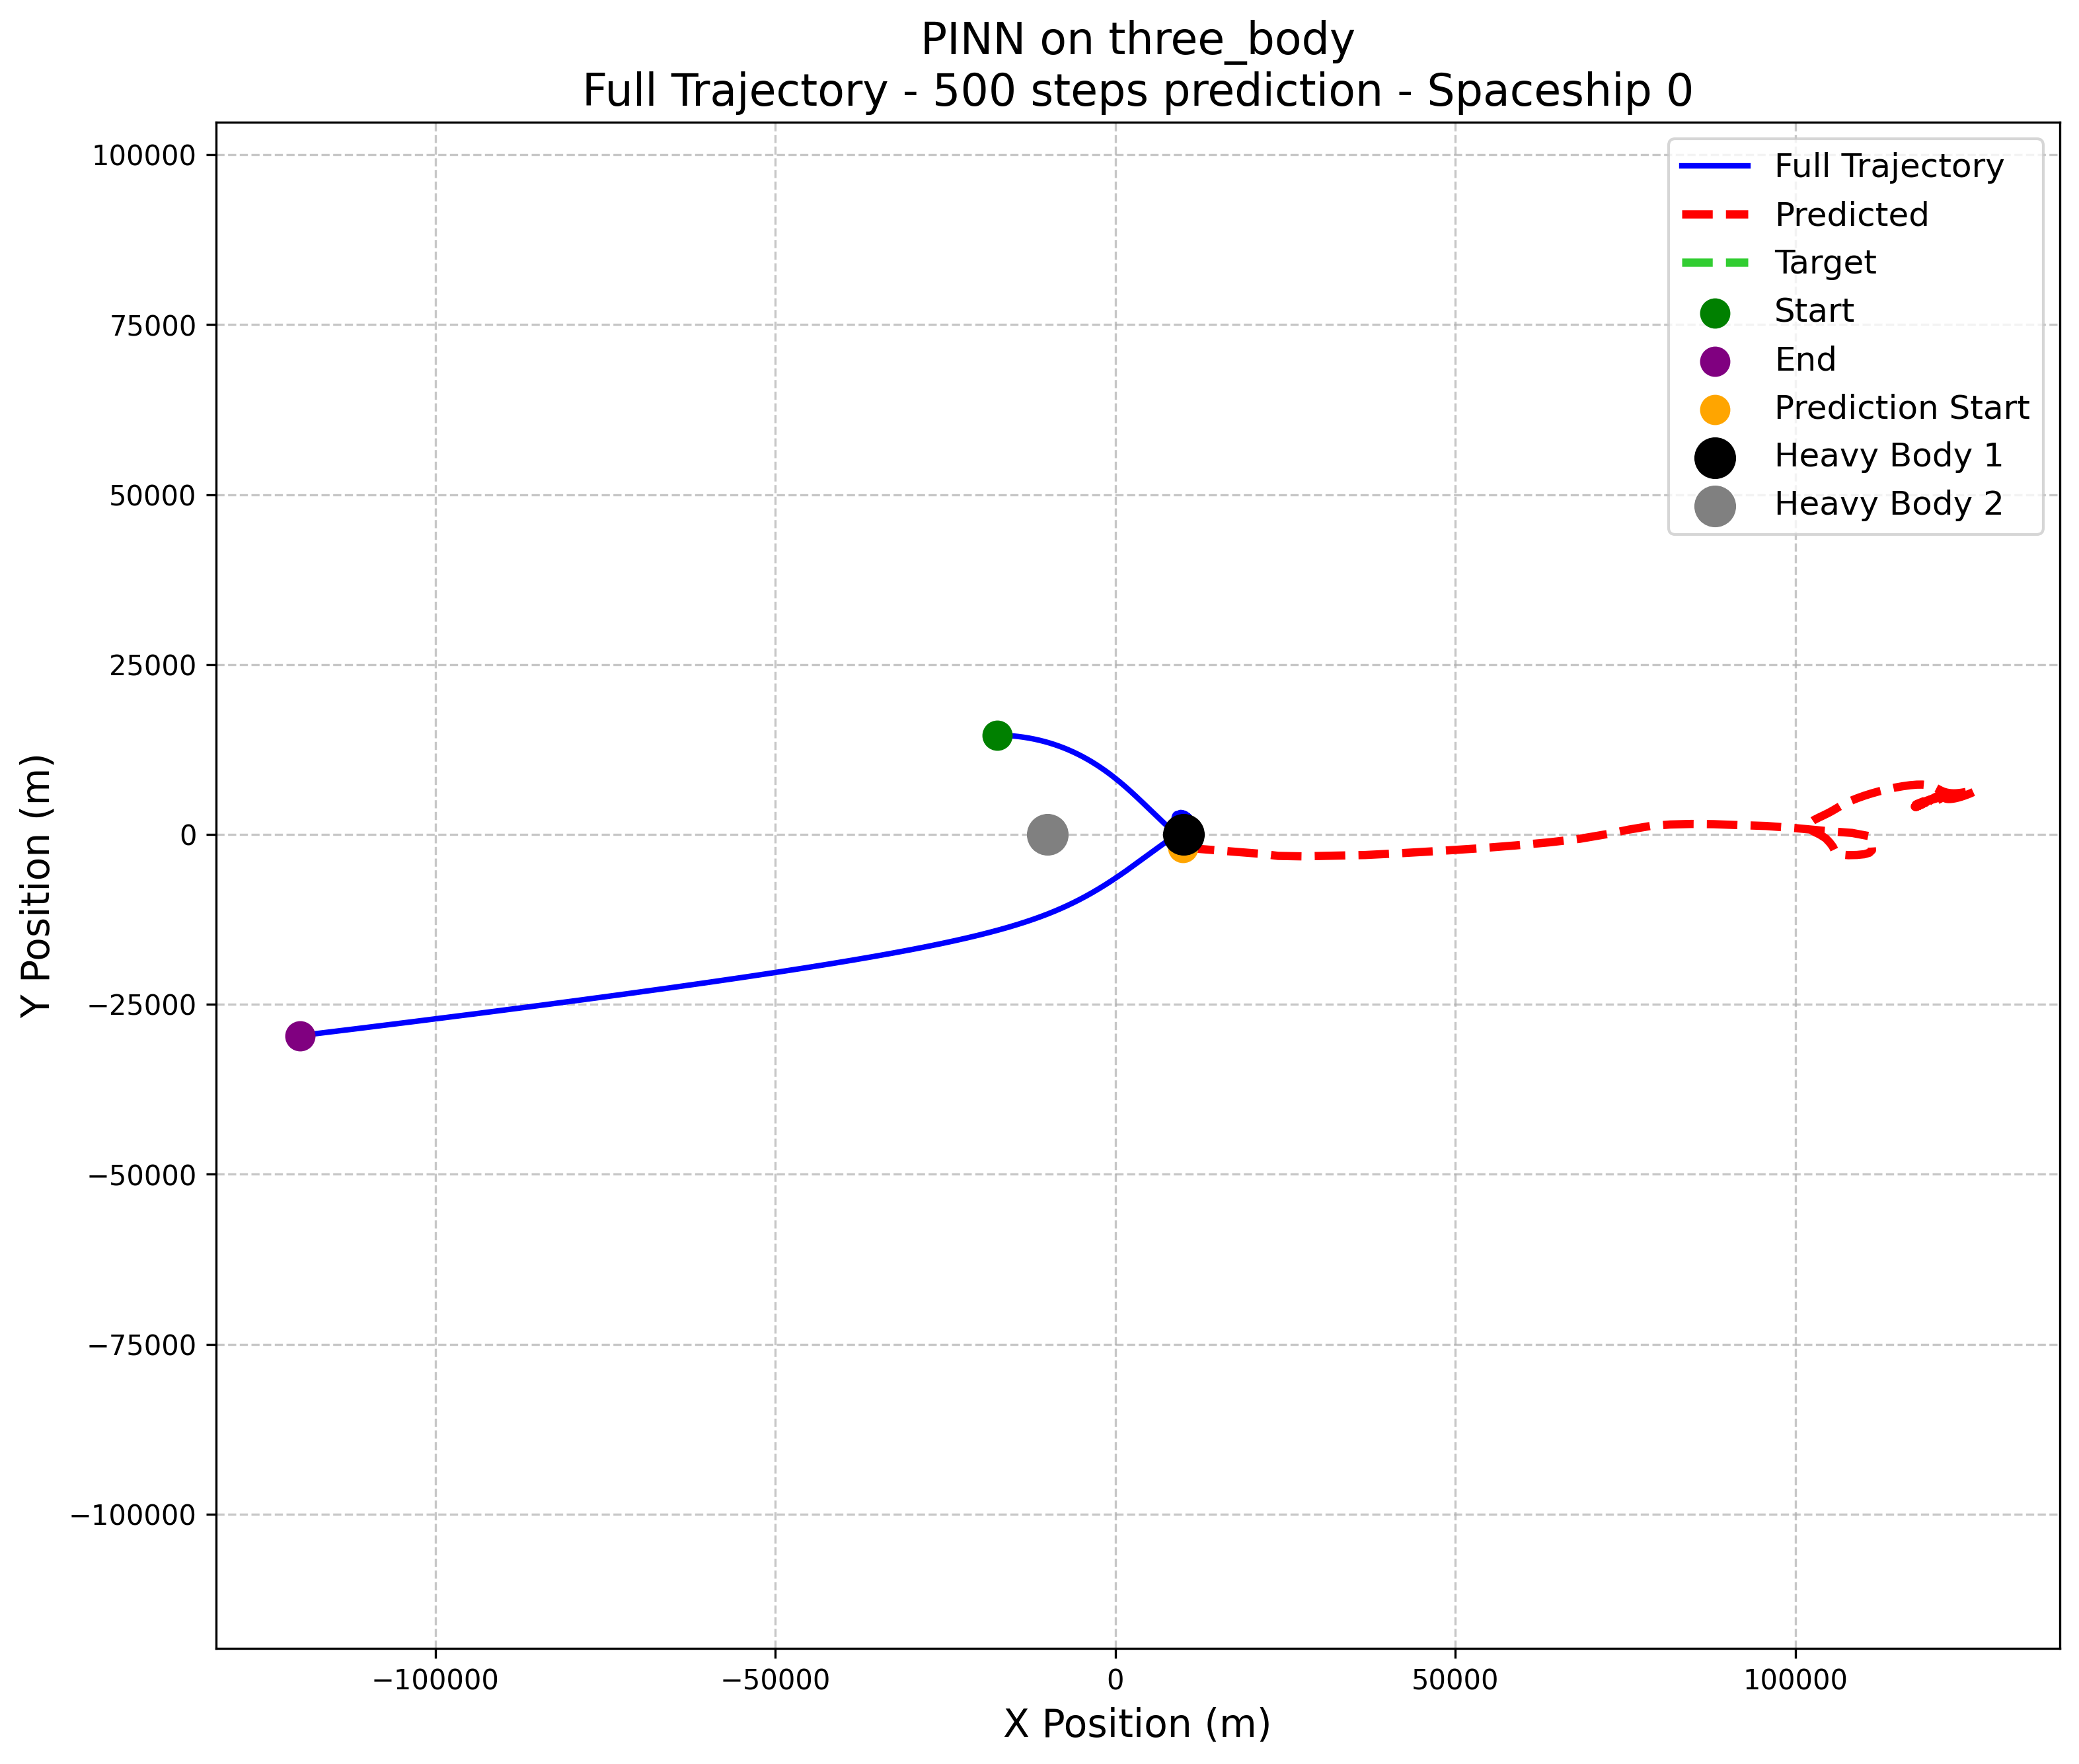 PINN on three_body
Full Trajectory - 500 steps prediction - Spaceship 0
100000
75000
50000
25000
0
−25000
−50000
−75000
−100000
Y Position (m)
−100000
−50000
0
50000
100000
X Position (m)
Full Trajectory
Predicted
Target
Start
End
Prediction Start
Heavy Body 1
Heavy Body 2